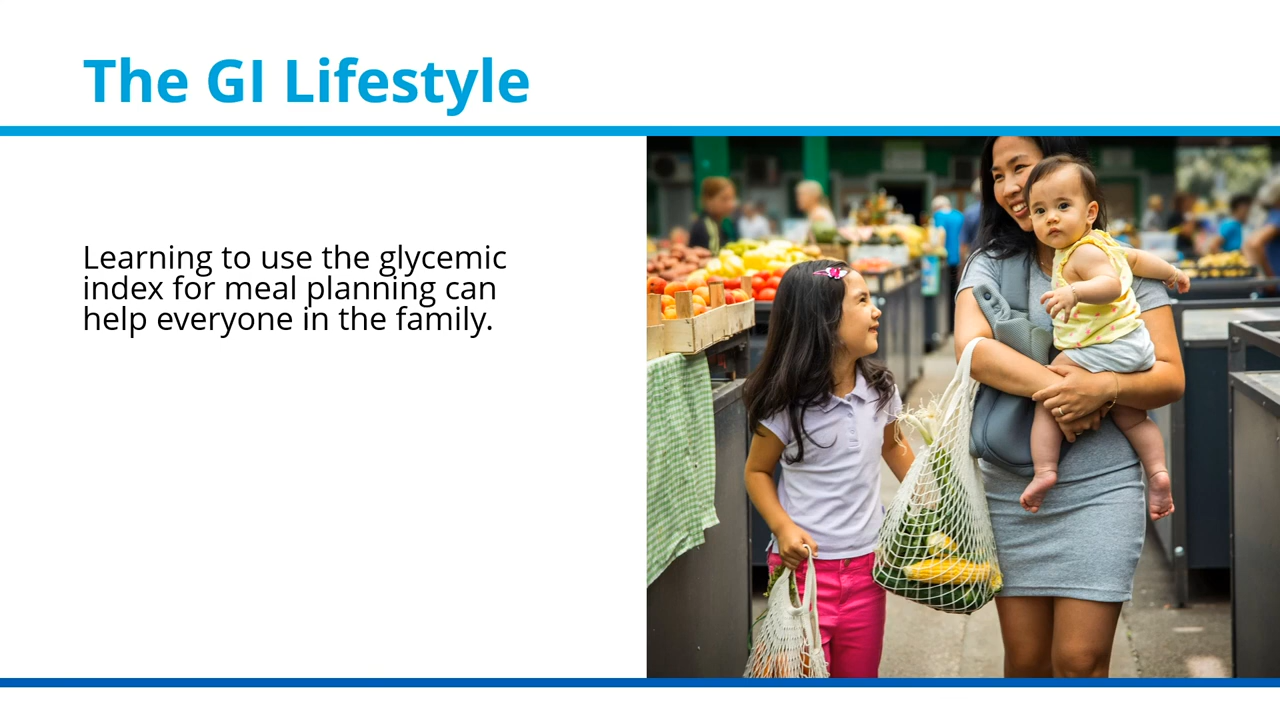 The GI Lifestyle
Learning to use the glycemic
index for meal planning can
help everyone in the family.